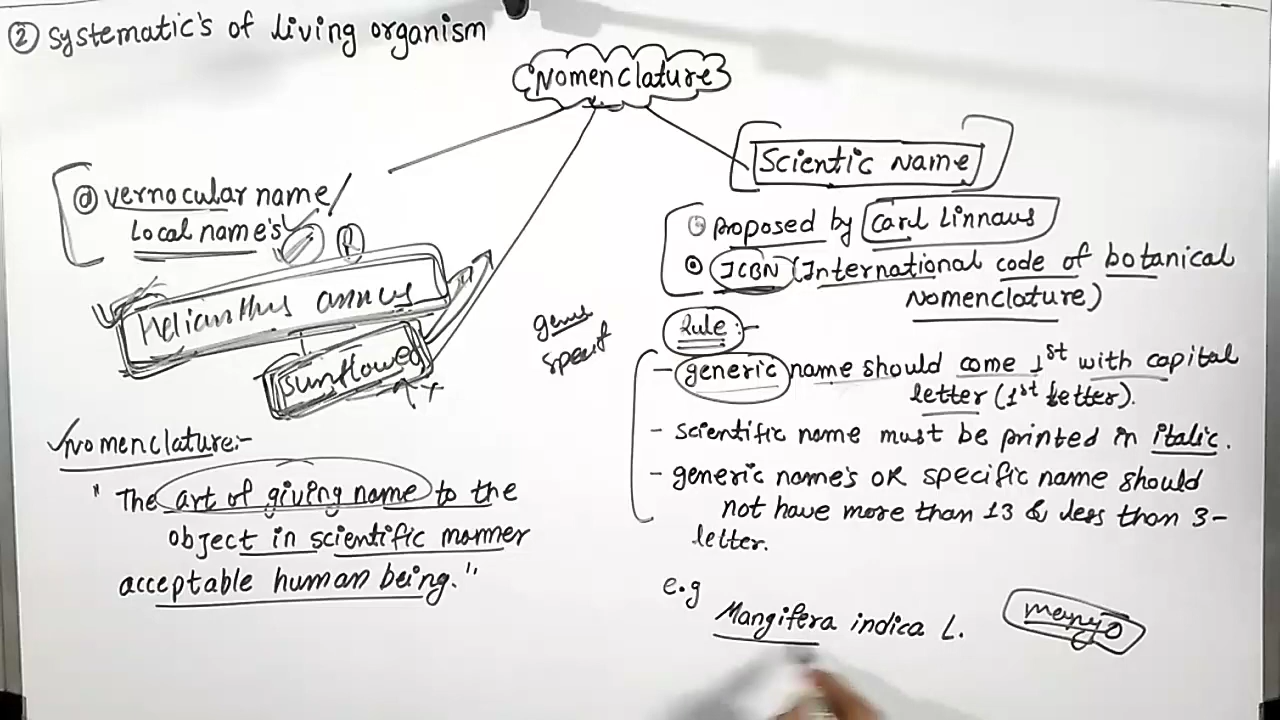 ② Systematic's of living organism
Nomenclature
ⓐ vernocular name/
Local name's
R
Helianthus annus
sunflower
Nomenclature:-
"The art of giving name to the
object in scientific manner
acceptable human being."
Scientic Name
proposed by Carl Linnaus
ICBN (International code of botanical
Nomenclature)
Rule:-
- generic name should come 1st with capital
letter (1st letter).
- scientific name must be printed in italic.
- generic name's or specific name should
not have more than 13 & less than 3-
letter.
e.g
Mangifera indica L.
mango